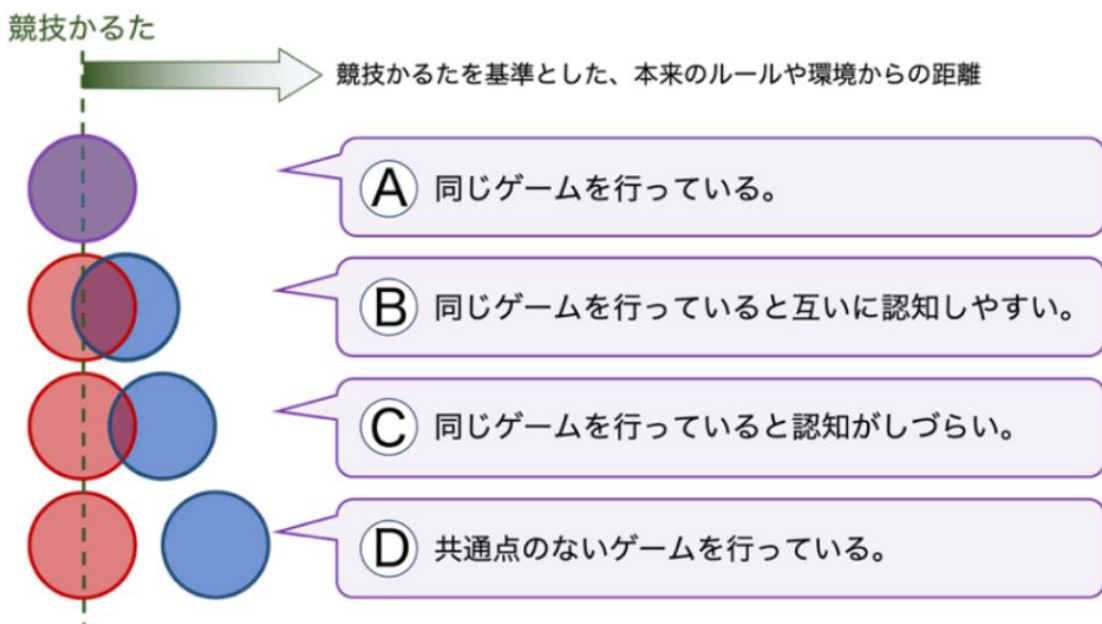 競技かるた
競技かるたを基準とした、本来のルールや環境からの距離
A 同じゲームを行っている。
B 同じゲームを行っていると互いに認知しやすい。
C 同じゲームを行っていると認知がしづらい。
D 共通点のないゲームを行っている。